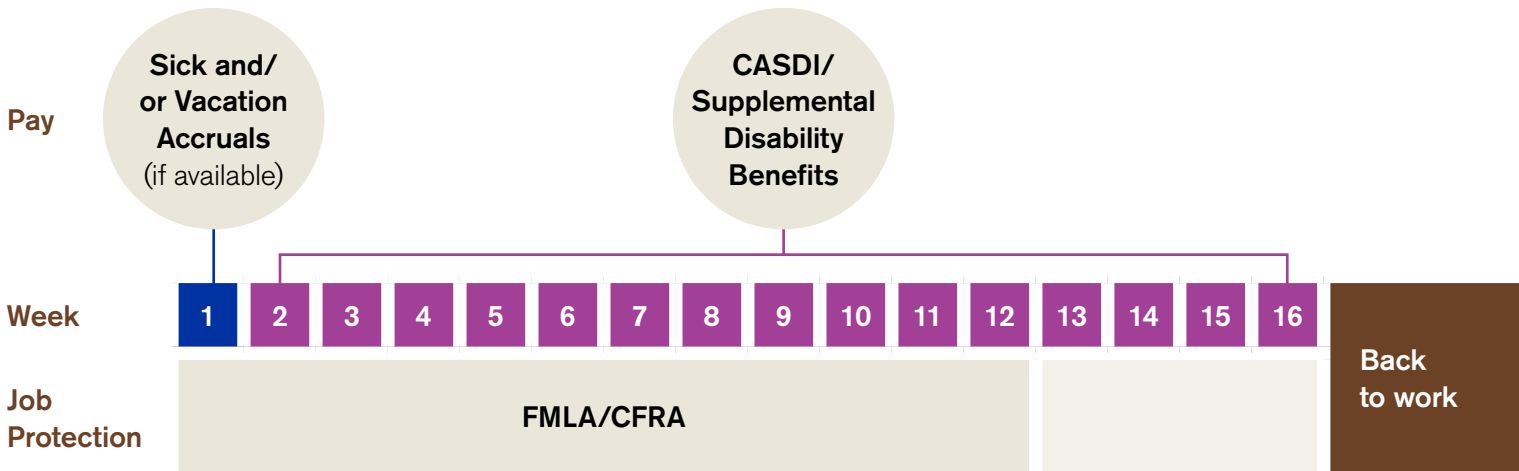 Pay
Sick and/
or Vacation
Accruals
(if available)
CASDI/
Supplemental
Disability
Benefits
Week
1 2 3 4 5 6 7 8 9 10 11 12 13 14 15 16
Job
Protection
FMLA/CFRA
Back
to work